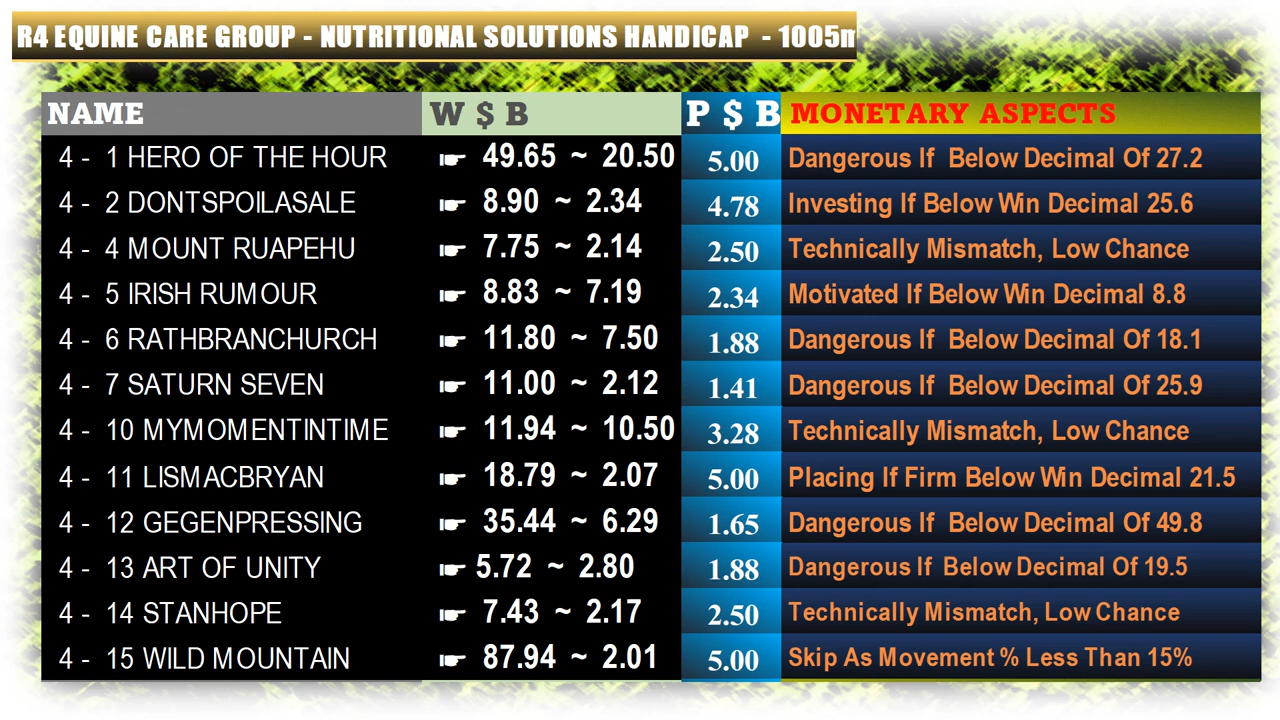 R4 EQUINE CARE GROUP - NUTRITIONAL SOLUTIONS HANDICAP - 1005m
NAME W $ B P $ B MONETARY ASPECTS
4 - 1 HERO OF THE HOUR ☛ 49.65 ~ 20.50 5.00 Dangerous If Below Decimal Of 27.2
4 - 2 DONTSPOILASALE ☛ 8.90 ~ 2.34 4.78 Investing If Below Win Decimal 25.6
4 - 4 MOUNT RUAPEHU ☛ 7.75 ~ 2.14 2.50 Technically Mismatch, Low Chance
4 - 5 IRISH RUMOUR ☛ 8.83 ~ 7.19 2.34 Motivated If Below Win Decimal 8.8
4 - 6 RATHBRANCHURCH ☛ 11.80 ~ 7.50 1.88 Dangerous If Below Decimal Of 18.1
4 - 7 SATURN SEVEN ☛ 11.00 ~ 2.12 1.41 Dangerous If Below Decimal Of 25.9
4 - 10 MYMOMENTINTIME ☛ 11.94 ~ 10.50 3.28 Technically Mismatch, Low Chance
4 - 11 LISMACBRYAN ☛ 18.79 ~ 2.07 5.00 Placing If Firm Below Win Decimal 21.5
4 - 12 GEGENPRESSING ☛ 35.44 ~ 6.29 1.65 Dangerous If Below Decimal Of 49.8
4 - 13 ART OF UNITY ☛ 5.72 ~ 2.80 1.88 Dangerous If Below Decimal Of 19.5
4 - 14 STANHOPE ☛ 7.43 ~ 2.17 2.50 Technically Mismatch, Low Chance
4 - 15 WILD MOUNTAIN ☛ 87.94 ~ 2.01 5.00 Skip As Movement % Less Than 15%